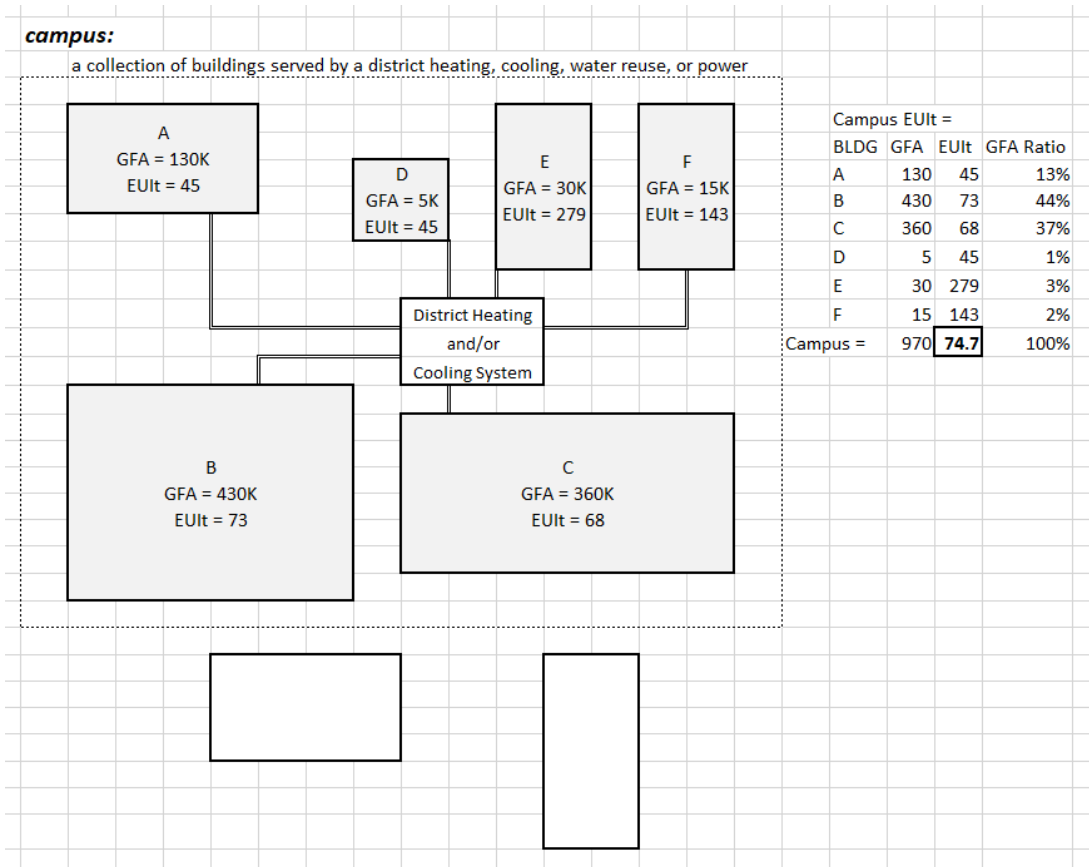 campus:
a collection of buildings served by a district heating, cooling, water reuse, or power
A
GFA = 130K
EUIt = 45
D
GFA = 5K
EUIt = 45
E
GFA = 30K
EUIt = 279
F
GFA = 15K
EUIt = 143
District Heating
and/or
Cooling System
B
GFA = 430K
EUIt = 73
C
GFA = 360K
EUIt = 68
Campus EUIt =
BLDG GFA EUIt GFA Ratio
A 130 45 13%
B 430 73 44%
C 360 68 37%
D 5 45 1%
E 30 279 3%
F 15 143 2%
Campus = 970 74.7 100%